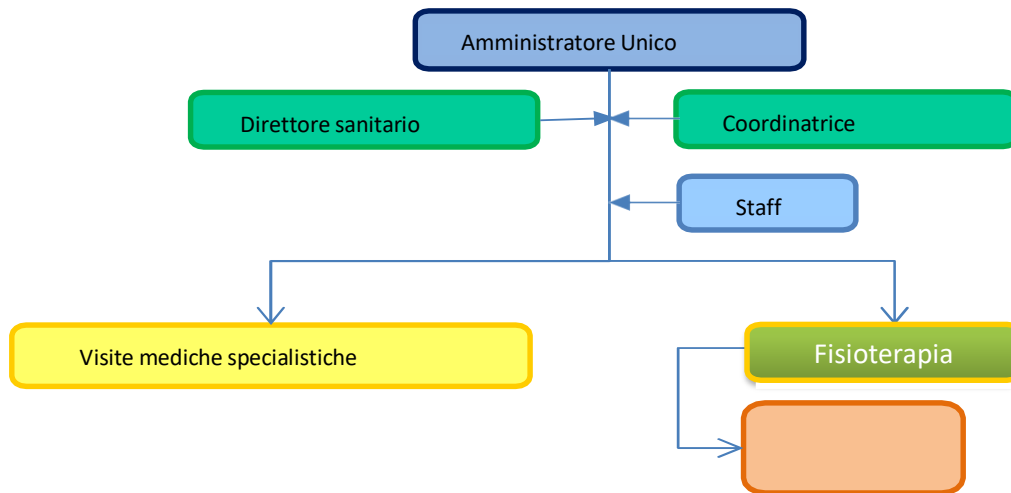 Amministratore Unico
Direttore sanitario
Coordinatrice
Staff
Visite mediche specialistiche
Fisioterapia